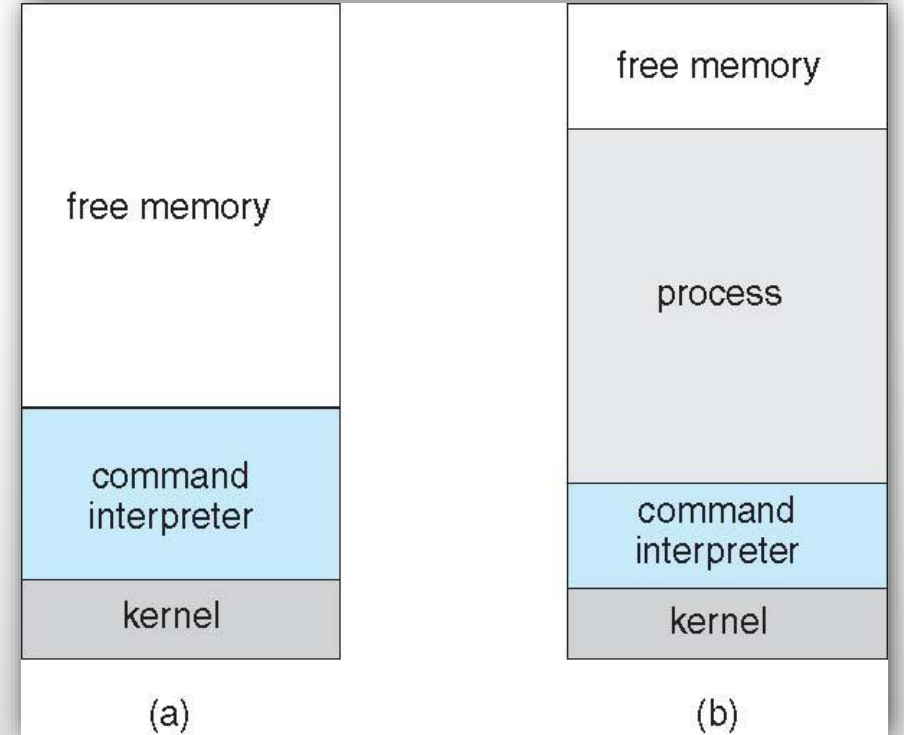 free memory
command
interpreter
kernel
(a)
free memory
process
command
interpreter
kernel
(b)